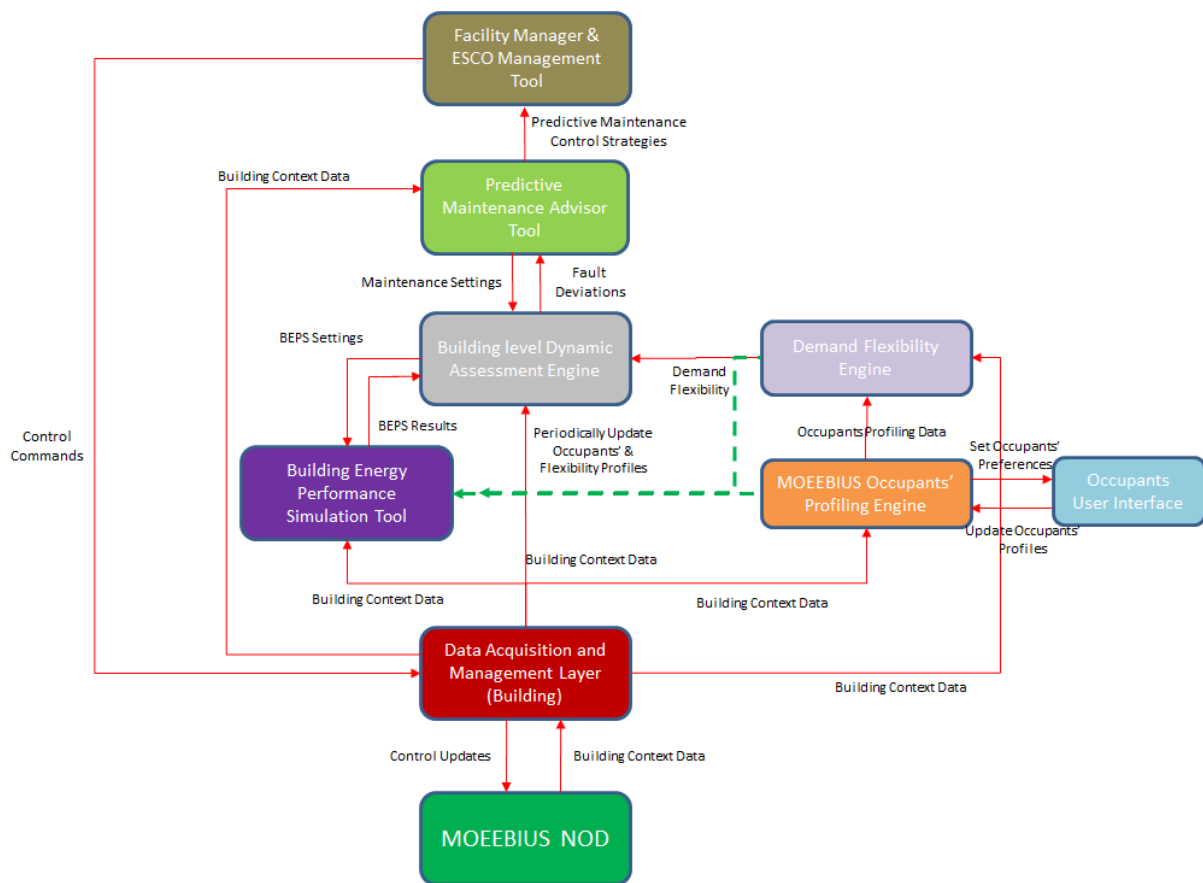 Facility Manager &
ESCO Management
Tool
Predictive Maintenance
Control Strategies
Building Context Data
Predictive
Maintenance Advisor
Tool
Maintenance Settings
Fault
Deviations
BEPS Settings
Building level Dynamic
Assessment Engine
Demand
Flexibility
Demand Flexibility
Engine
BEPS Results
Control
Commands
Periodically Update
Occupants' &
Flexibility Profiles
Occupants Profiling Data
Set Occupants'
Preferences
Building Energy
Performance
Simulation Tool
MOEEBIUS Occupants'
Profiling Engine
Occupants
User Interface
Update Occupants'
Profiles
Building Context Data
Building Context Data
Building Context Data
Data Acquisition and
Management Layer
(Building)
Building Context Data
Control Updates
Building Context Data
MOEEBIUS NOD